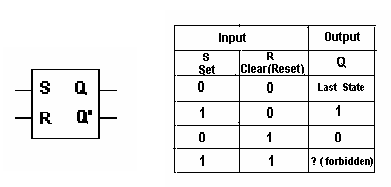 S Q
R Q'
Input Output
S R Q
Set Clear(Reset)
0 0 Last State
1 0 1
0 1 0
1 1 ? (forbidden)